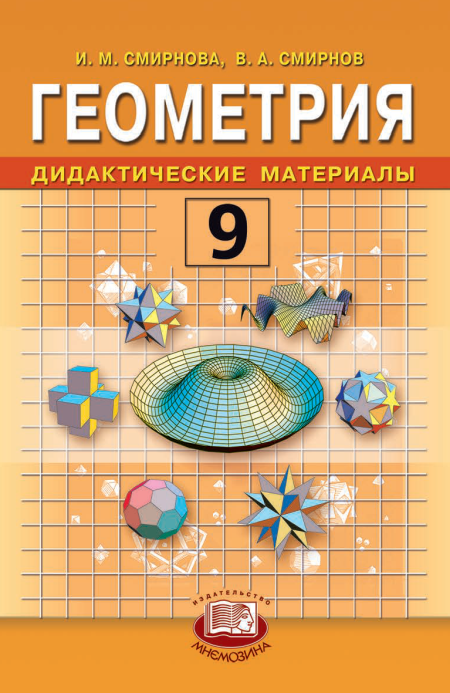 И. М. СМИРНОВА, В. А. СМИРНОВ
ГЕОМЕТРИЯ
ДИДАКТИЧЕСКИЕ МАТЕРИАЛЫ
9
ИЗДАТЕЛЬСТВО
МНЕМОЗИНА